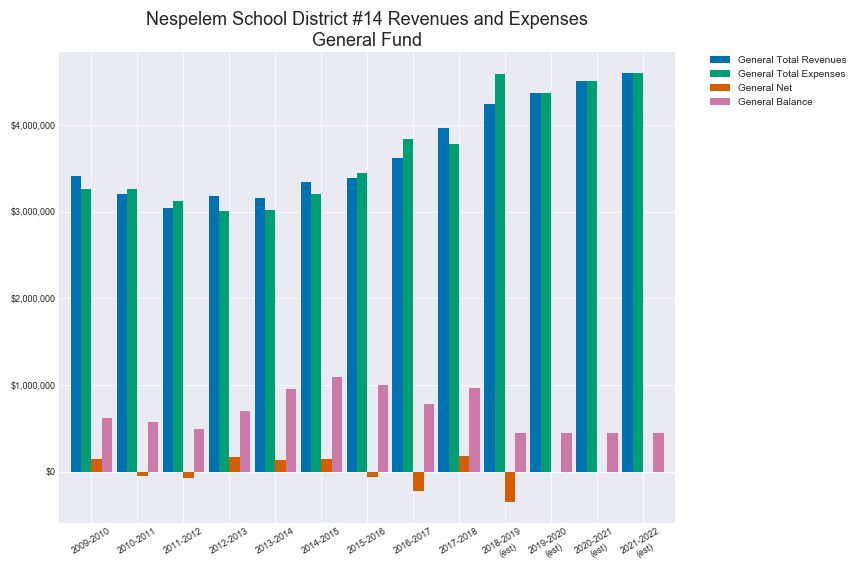 Nespelem School District #14 Revenues and Expenses
General Fund
General Total Revenues
General Total Expenses
General Net
General Balance
$4,000,000
$3,000,000
$2,000,000
$1,000,000
$0
2009-2010
2010-2011
2011-2012
2012-2013
2013-2014
2014-2015
2015-2016
2016-2017
2017-2018
2018-2019
(est)
2019-2020
(est)
2020-2021
(est)
2021-2022
(est)